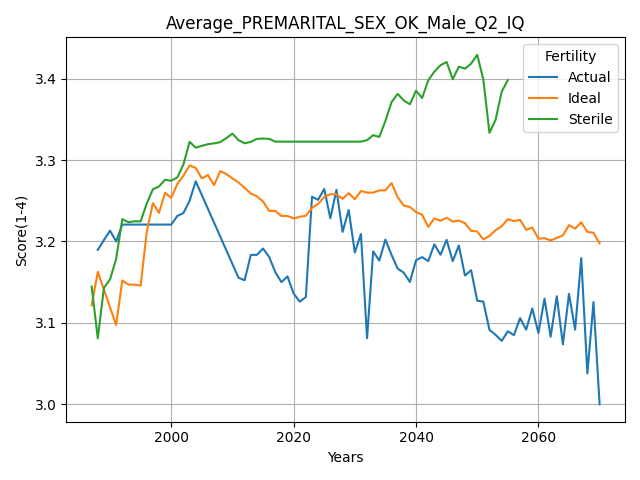 Average_PREMARITAL_SEX_OK_Male_Q2_IQ
Fertility
Actual
Ideal
Sterile
Score(1-4)
3.4
3.3
3.2
3.1
3.0
2000
2020
2040
2060
Years